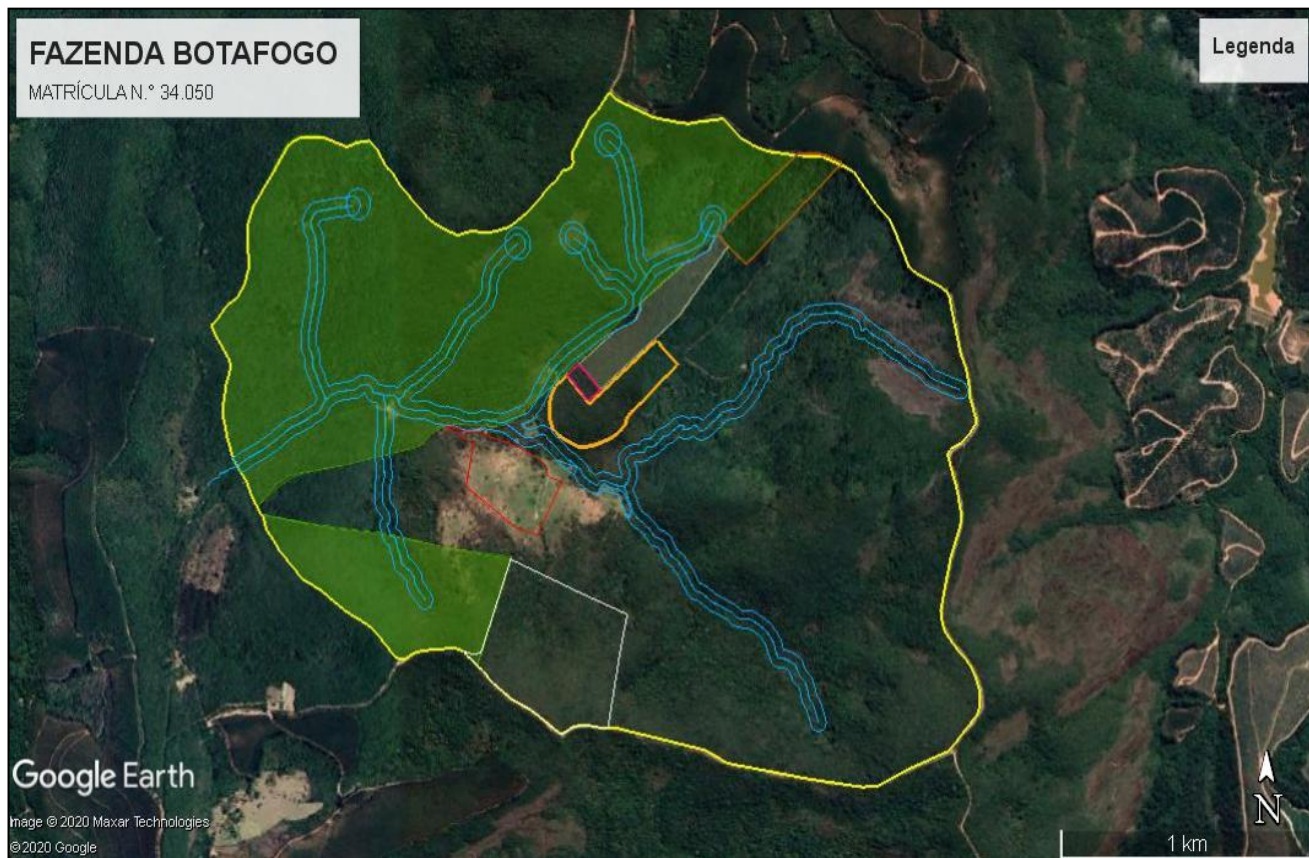 FAZENDA BOTAFOGO
MATRÍCULA N.º 34.050
Legenda
Google Earth
Image © 2020 Maxar Technologies
© 2020 Google
N
1 km